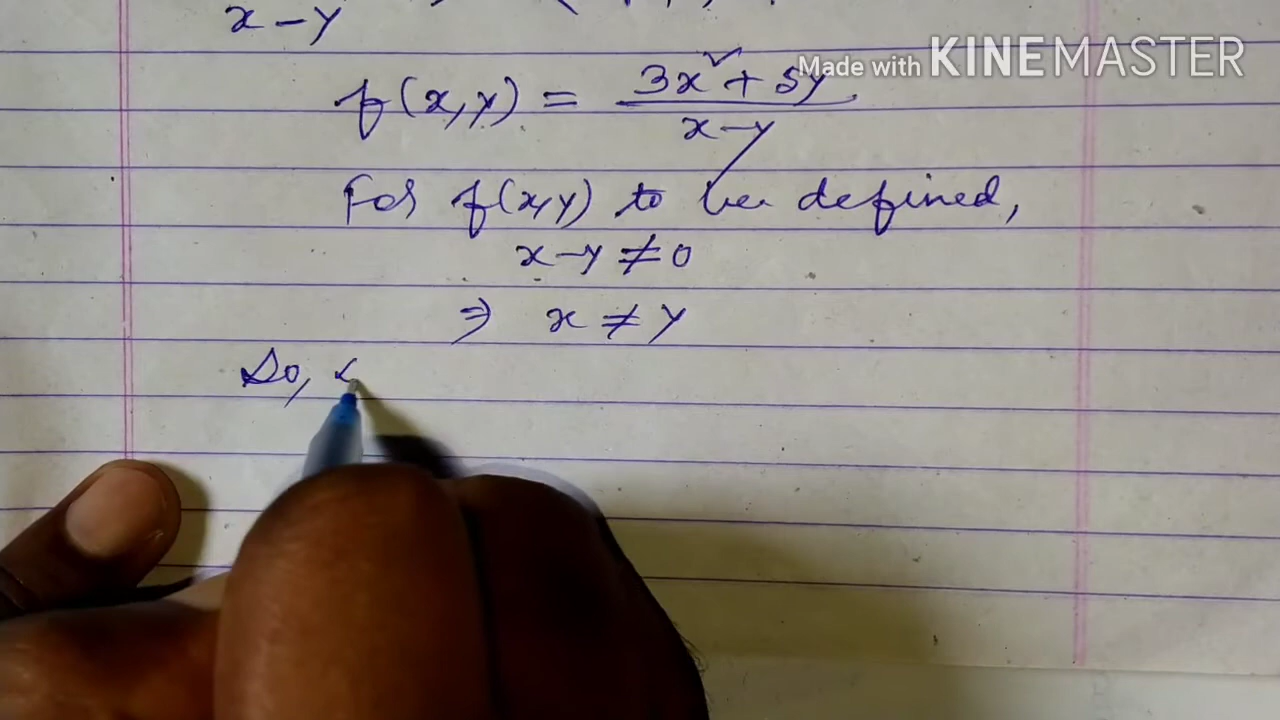 x - y
Made with KINEMASTER
f(x,y) = 3x² + 5y / x - y
For f(x,y) to be defined,
x - y ≠ 0
⇒ x ≠ y
So,